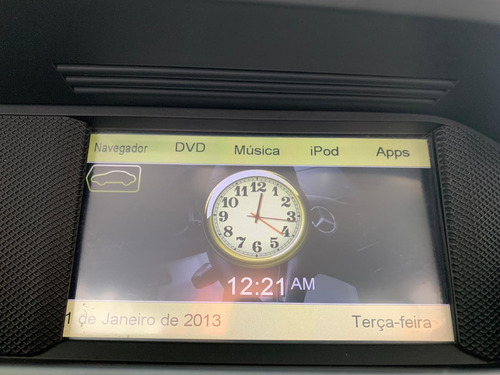 Navegador DVD Música iPod Apps
12
11 1
10 2
9 3
8 4
7 5
6
12:21 AM
1 de Janeiro de 2013 Terça-feira